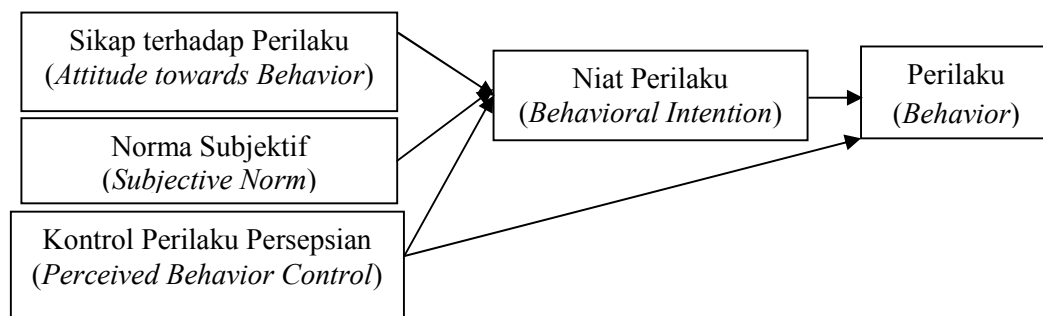 Sikap terhadap Perilaku
(Attitude towards Behavior)
Norma Subjektif
(Subjective Norm)
Kontrol Perilaku Persepsian
(Perceived Behavior Control)
Niat Perilaku
(Behavioral Intention)
Perilaku
(Behavior)